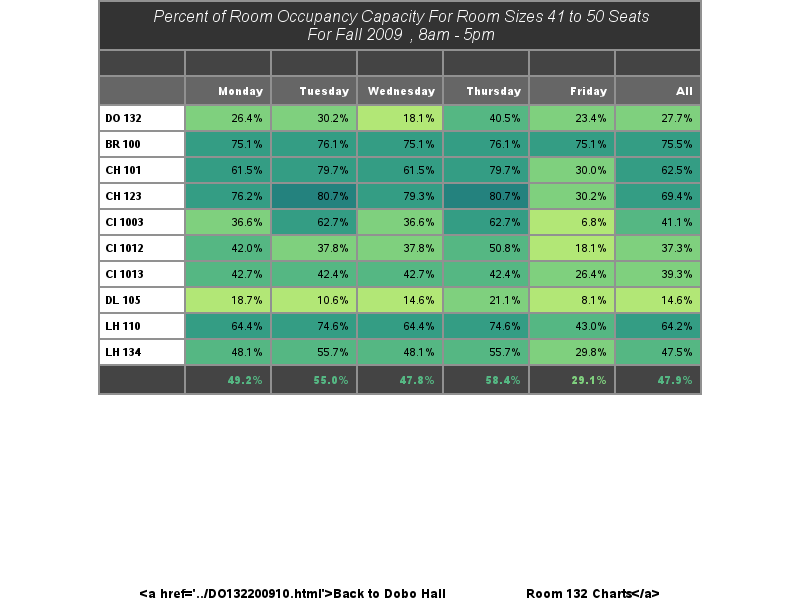 Percent of Room Occupancy Capacity For Room Sizes 41 to 50 Seats
For Fall 2009 , 8am - 5pm
Monday Tuesday Wednesday Thursday Friday All
DO 132 26.4% 30.2% 18.1% 40.5% 23.4% 27.7%
BR 100 75.1% 76.1% 75.1% 76.1% 75.1% 75.5%
CH 101 61.5% 79.7% 61.5% 79.7% 30.0% 62.5%
CH 123 76.2% 80.7% 79.3% 80.7% 30.2% 69.4%
CI 1003 36.6% 62.7% 36.6% 62.7% 6.8% 41.1%
CI 1012 42.0% 37.8% 37.8% 50.8% 18.1% 37.3%
CI 1013 42.7% 42.4% 42.7% 42.4% 26.4% 39.3%
DL 105 18.7% 10.6% 14.6% 21.1% 8.1% 14.6%
LH 110 64.4% 74.6% 64.4% 74.6% 43.0% 64.2%
LH 134 48.1% 55.7% 48.1% 55.7% 29.8% 47.5%
49.2% 55.0% 47.8% 58.4% 29.1% 47.9%
<a href='../DO132200910.html'>Back to Dobo Hall Room 132 Charts</a>